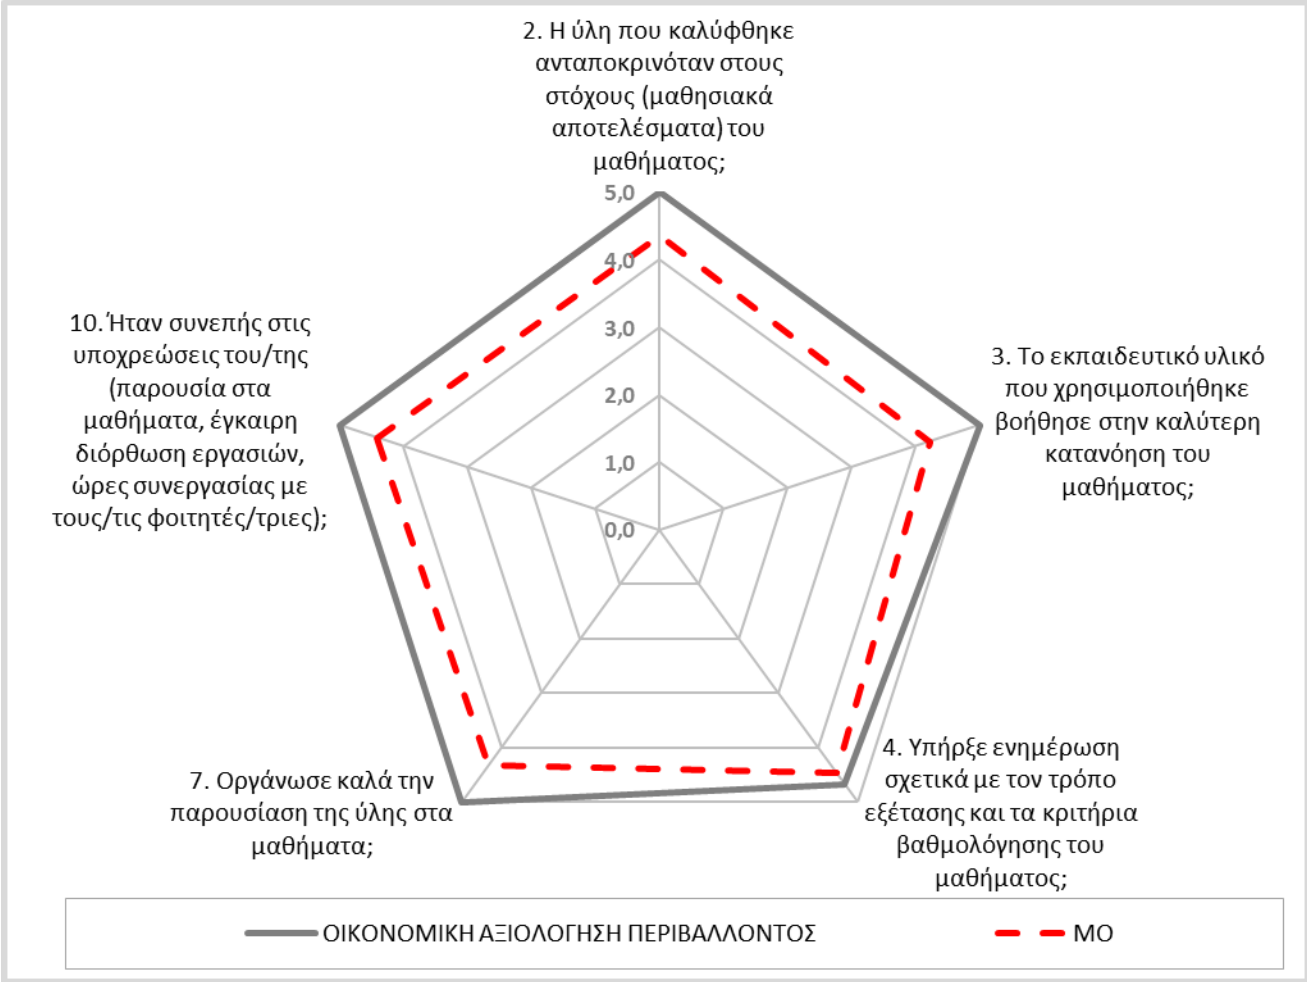 2. Η ύλη που καλύφθηκε
ανταποκρινόταν στους
στόχους (μαθησιακά
αποτελέσματα) του
μαθήματος;
5,0
4,0
3,0
2,0
1,0
0,0
3. Το εκπαιδευτικό υλικό
που χρησιμοποιήθηκε
βοήθησε στην καλύτερη
κατανόηση του
μαθήματος;
4. Υπήρξε ενημέρωση
σχετικά με τον τρόπο
εξέτασης και τα κριτήρια
βαθμολόγησης του
μαθήματος;
7. Οργάνωσε καλά την
παρουσίαση της ύλης στα
μαθήματα;
10. Ήταν συνεπής στις
υποχρεώσεις του/της
(παρουσία στα
μαθήματα, έγκαιρη
διόρθωση εργασιών,
ώρες συνεργασίας με
τους/τις φοιτητές/τριες);
ΟΙΚΟΝΟΜΙΚΗ ΑΞΙΟΛΟΓΗΣΗ ΠΕΡΙΒΑΛΛΟΝΤΟΣ
ΜΟ